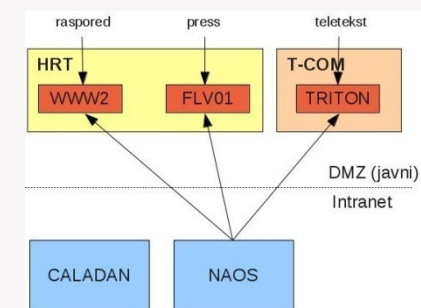 raspored press teletekst
HRT T-COM
WWW2 FLV01 TRITON
DMZ (javni)
Intranet
CALADAN NAOS